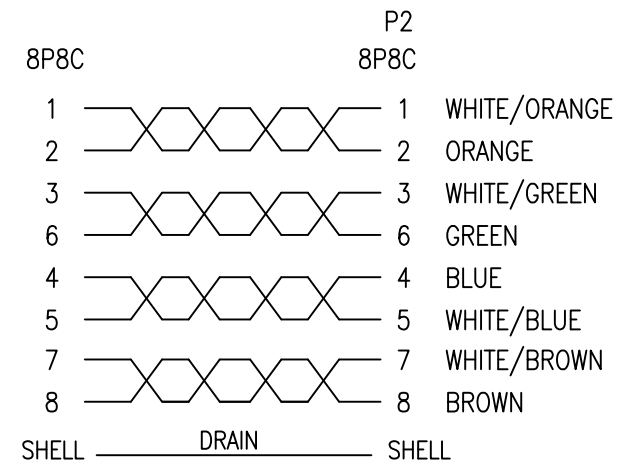 P2
8P8C 8P8C
1 1 WHITE/ORANGE
2 2 ORANGE
3 3 WHITE/GREEN
6 6 GREEN
4 4 BLUE
5 5 WHITE/BLUE
7 7 WHITE/BROWN
8 8 BROWN
SHELL DRAIN SHELL